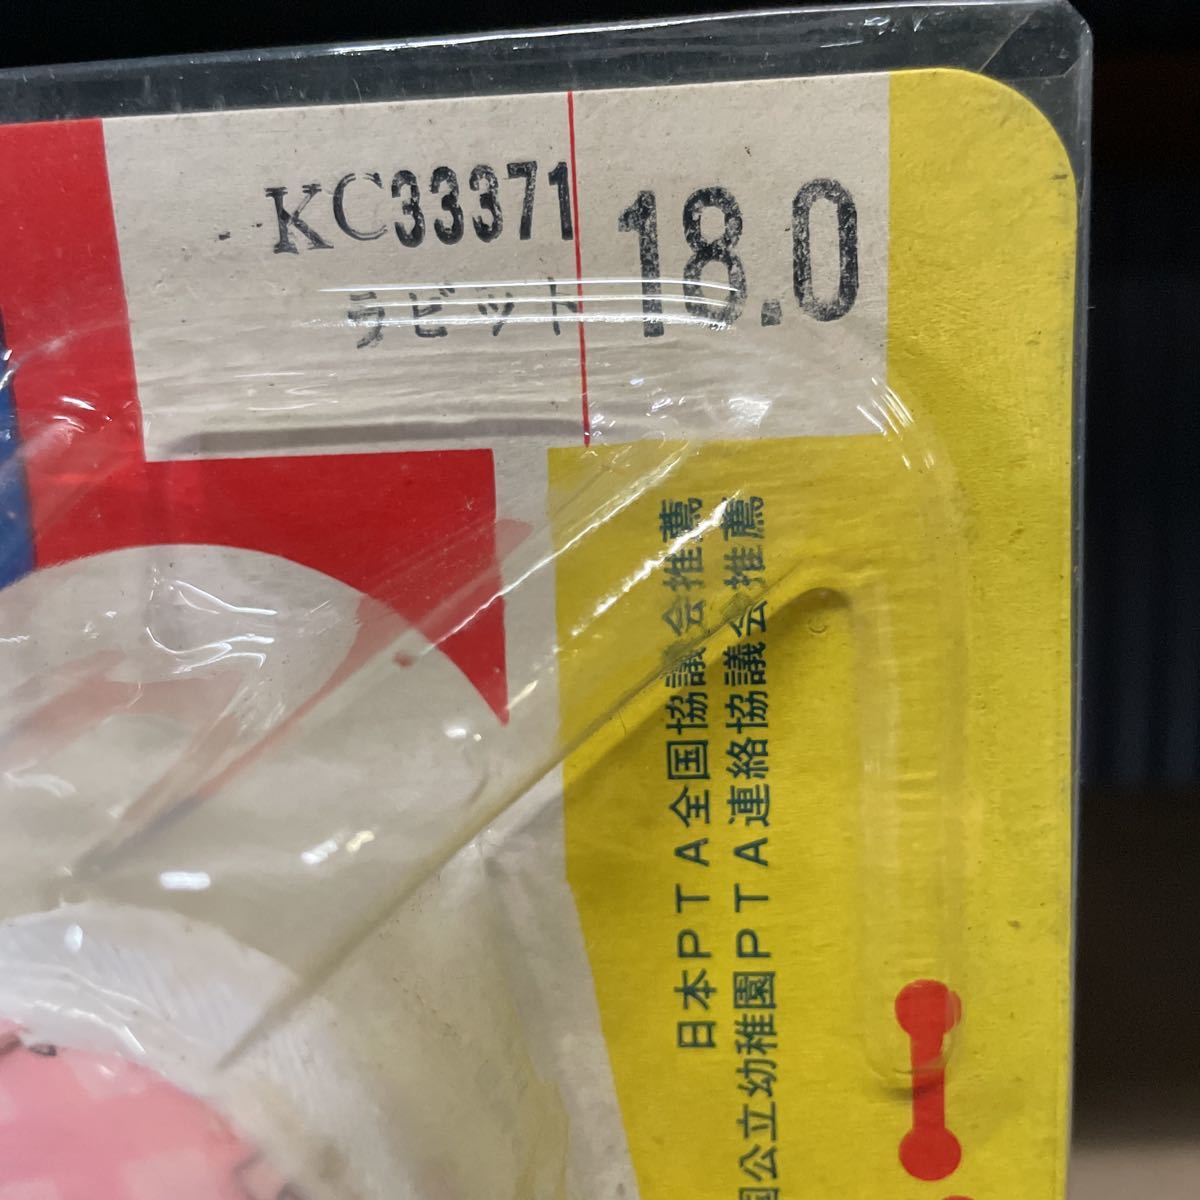 KC33371
ラビット
18.0
日本PTA全国協議会推薦
国公立幼稚園PTA連絡協議会推薦